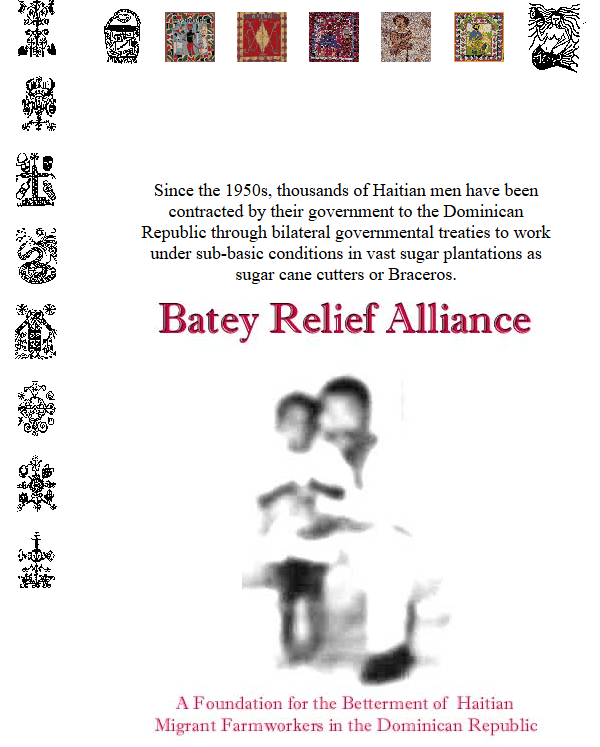 Since the 1950s, thousands of Haitian men have been
contracted by their government to the Dominican
Republic through bilateral governmental treaties to work
under sub-basic conditions in vast sugar plantations as
sugar cane cutters or Braceros.
Batey Relief Alliance
A Foundation for the Betterment of Haitian
Migrant Farmworkers in the Dominican Republic